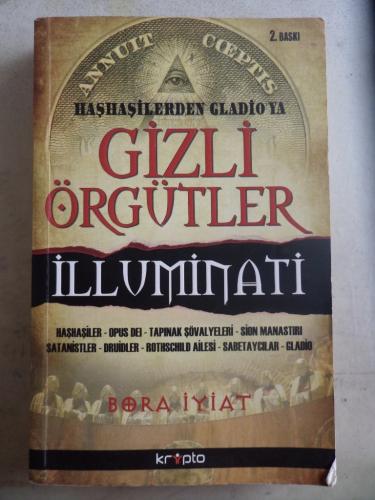 2. BASKI
ANNUIT CŒPTIS
HAŞHAŞİLERDEN GLADİO'YA
GİZLİ
ÖRGÜTLER
İLLUMİNATİ
HAŞHAŞİLER - OPUS DEI - TAPINAK ŞÖVALYELERİ - SİON MANASTIRI
SATANİSTLER - DRUİDLER - ROTHSCHILD AİLESİ - SABETAYCILAR - GLADİO
BORA İYİAT
krypto